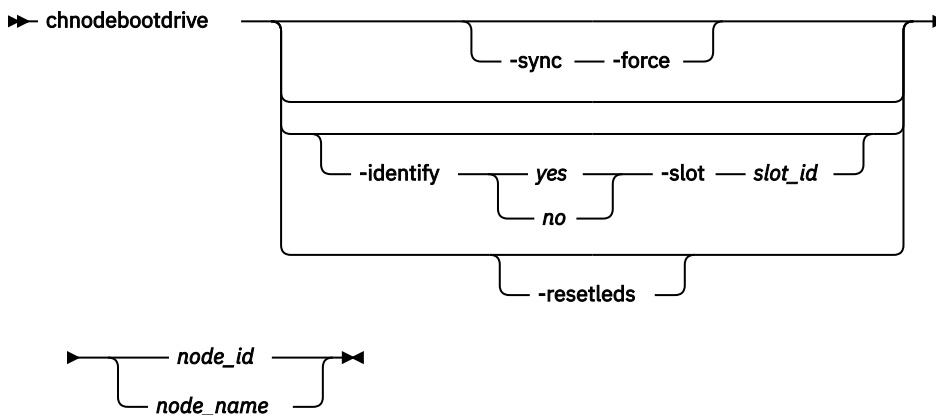 chnodebootdrive
-sync -force
-identify yes -slot slot_id
no
-resetleds
node_id
node_name